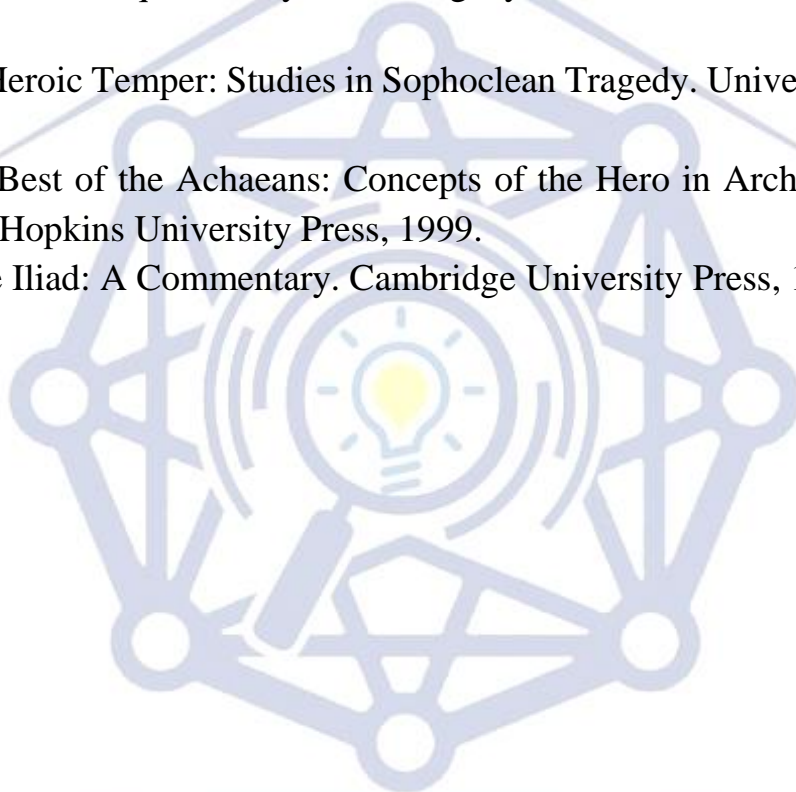 Heroic Temper: Studies in Sophoclean Tragedy. Unive
Best of the Achaeans: Concepts of the Hero in Arch
Hopkins University Press, 1999.
Iliad: A Commentary. Cambridge University Press, 1